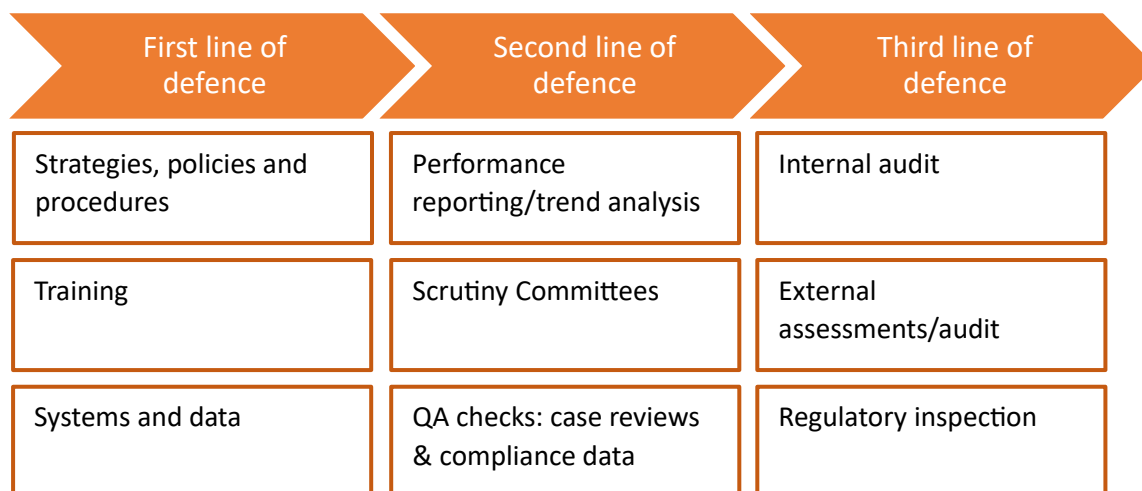 First line of
defence
Second line of
defence
Third line of
defence
Strategies, policies and
procedures
Performance
reporting/trend analysis
Internal audit
Training
Scrutiny Committees
External
assessments/audit
Systems and data
QA checks: case reviews
& compliance data
Regulatory inspection